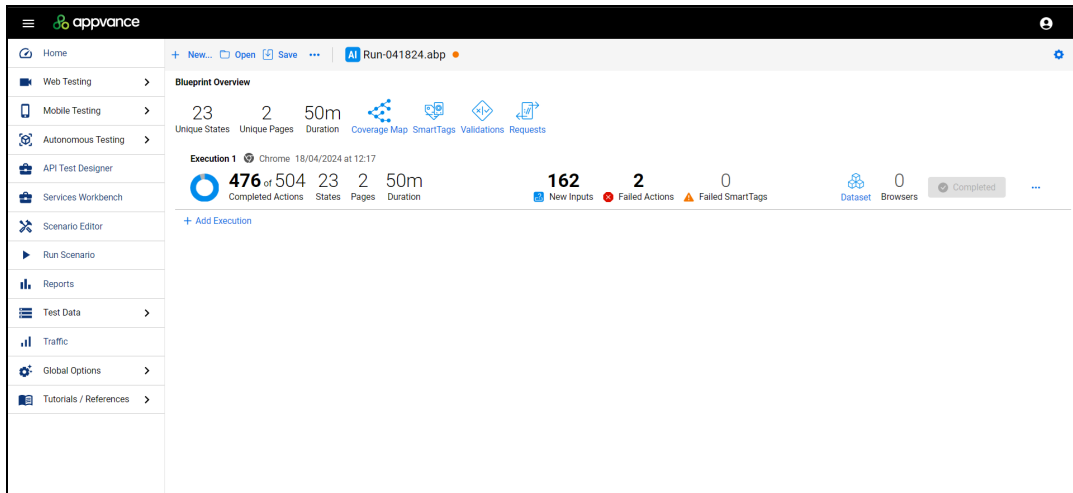 appvance
Home
Web Testing
Mobile Testing
Autonomous Testing
API Test Designer
Services Workbench
Scenario Editor
Run Scenario
Reports
Test Data
Traffic
Global Options
Tutorials / References
+ New... Open Save ... AI Run-041824.abp
Blueprint Overview
23 2 50m
Unique States Unique Pages Duration Coverage Map SmartTags Validations Requests
Execution 1 Chrome 18/04/2024 at 12:17
476 of 504 23 2 50m 162 2 0 0 Completed ...
Completed Actions States Pages Duration New Inputs Failed Actions Failed SmartTags Dataset Browsers
+ Add Execution